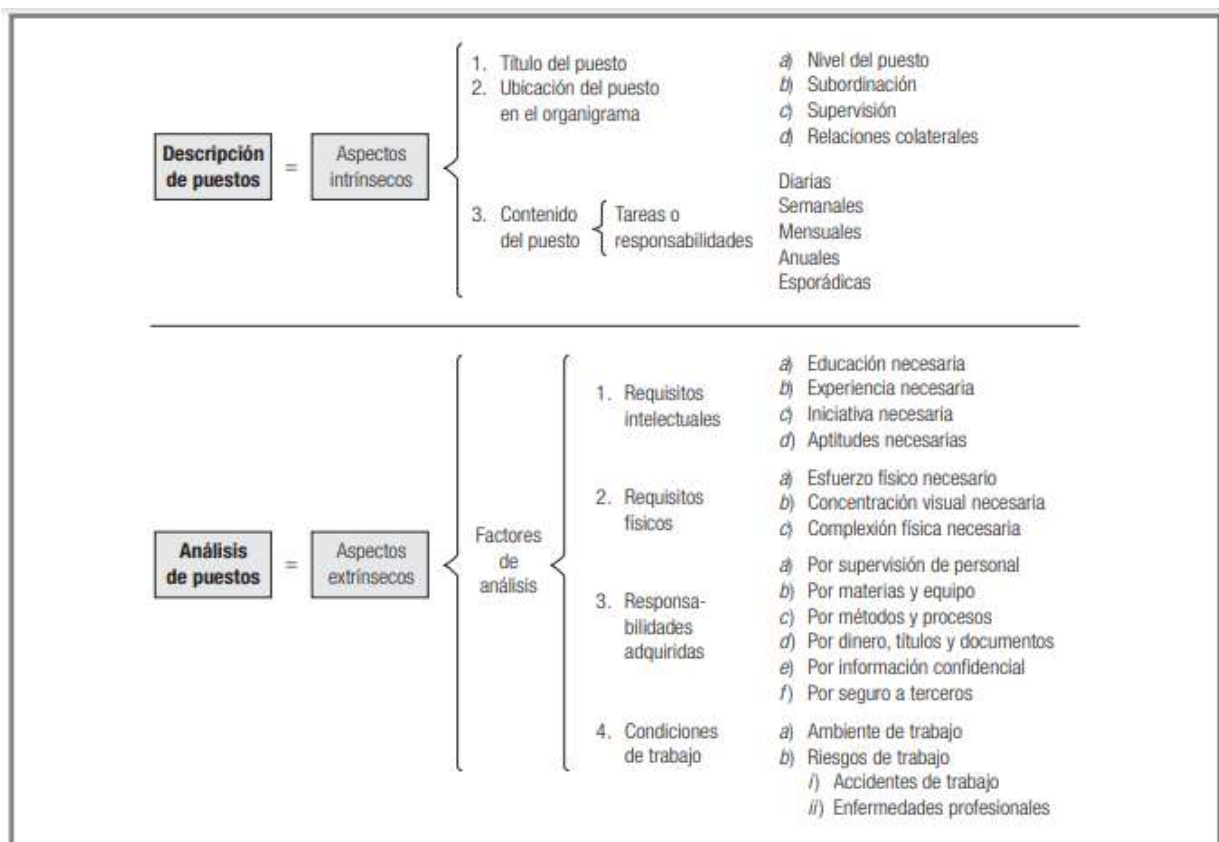 1. Título del puesto
2. Ubicación del puesto
en el organigrama
a) Nivel del puesto
b) Subordinación
c) Supervisión
d) Relaciones colaterales
Descripción
de puestos
=
Aspectos
intrínsecos
3. Contenido
del puesto
Tareas o
responsabilidades
Diarias
Semanales
Mensuales
Anuales
Esporádicas
Análisis
de puestos
=
Aspectos
extrínsecos
Factores
de
análisis
1. Requisitos
intelectuales
a) Educación necesaria
b) Experiencia necesaria
c) Iniciativa necesaria
d) Aptitudes necesarias
2. Requisitos
físicos
a) Esfuerzo físico necesario
b) Concentración visual necesaria
c) Complexión física necesaria
3. Responsa-
bilidades
adquiridas
a) Por supervisión de personal
b) Por materias y equipo
c) Por métodos y procesos
d) Por dinero, títulos y documentos
e) Por información confidencial
f) Por seguro a terceros
4. Condiciones
de trabajo
a) Ambiente de trabajo
b) Riesgos de trabajo
i) Accidentes de trabajo
ii) Enfermedades profesionales